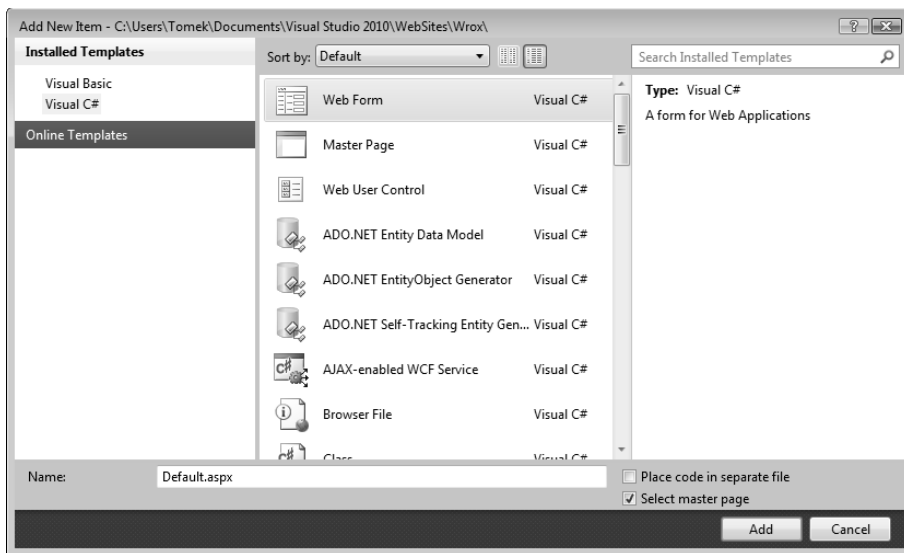 Add New Item - C:\Users\Tomek\Documents\Visual Studio 2010\WebSites\Wrox\
Installed Templates
Visual Basic
Visual C#
Online Templates
Sort by: Default
Search Installed Templates
Web Form Visual C#
Master Page Visual C#
Web User Control Visual C#
ADO.NET Entity Data Model Visual C#
ADO.NET EntityObject Generator Visual C#
ADO.NET Self-Tracking Entity Gen... Visual C#
AJAX-enabled WCF Service Visual C#
Browser File Visual C#
Class Visual C#
Type: Visual C#
A form for Web Applications
Name: Default.aspx
Place code in separate file
Select master page
Add Cancel